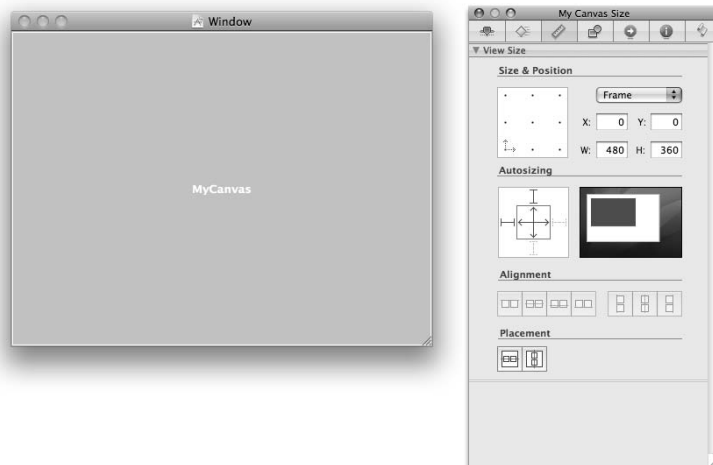 Window
MyCanvas
My Canvas Size
View Size
Size & Position
Frame
X: 0 Y: 0
W: 480 H: 360
Autosizing
Alignment
Placement